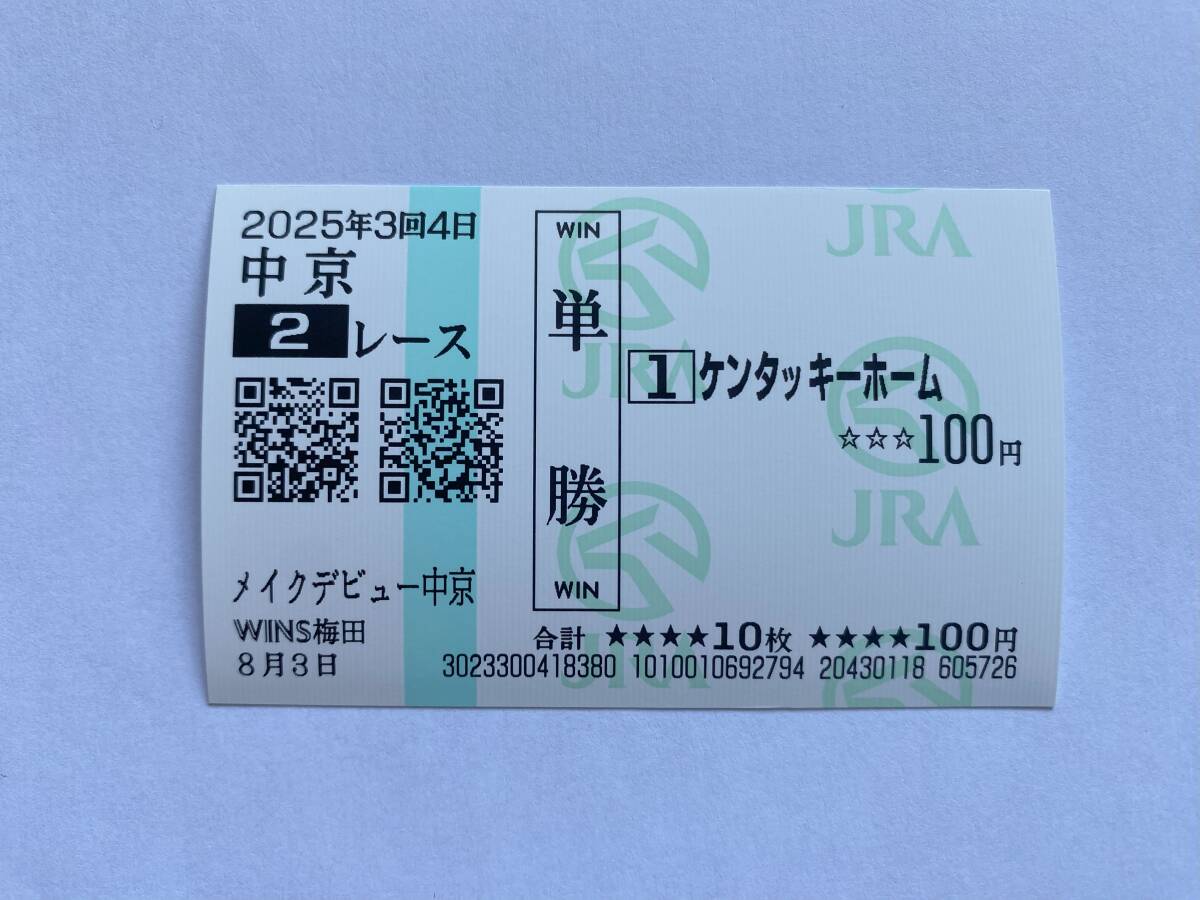 2025年3回4日
中京
2レース
メイクデビュー中京
WINS梅田
8月3日
WIN
単勝
WIN
1ケンタッキーホーム
☆☆☆100円
合計 ★★★★10枚 ★★★★100円
3023300418380 1010010692794 20430118 605726
JRA
JRA
JRA
JRA